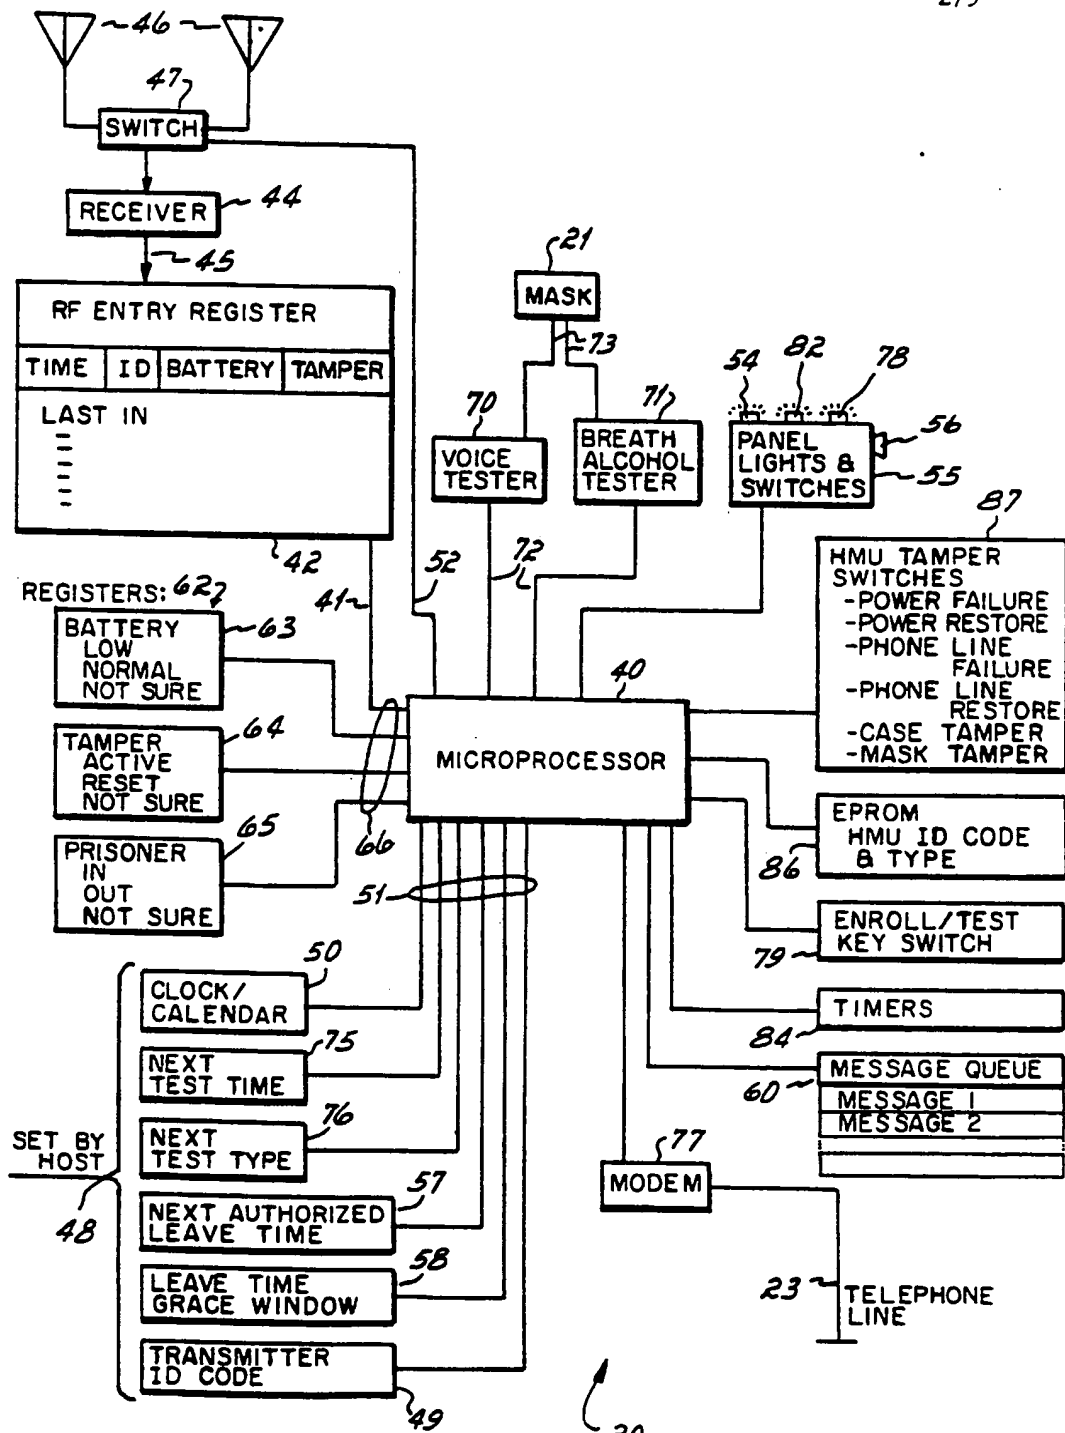 46
47
SWITCH
RECEIVER
44
45
RF ENTRY REGISTER
TIME
ID
BATTERY
TAMPER
LAST IN
42
41
52
21
MASK
73
70
VOICE
TESTER
71
BREATH
ALCOHOL
TESTER
72
54
82
78
56
PANEL
LIGHTS &
SWITCHES
55
87
HMU TAMPER
SWITCHES
-POWER FAILURE
-POWER RESTORE
-PHONE LINE
FAILURE
-PHONE LINE
RESTORE
-CASE TAMPER
-MASK TAMPER
REGISTERS: 62
BATTERY
LOW
NORMAL
NOT SURE
63
TAMPER
ACTIVE
RESET
NOT SURE
64
PRISONER
IN
OUT
NOT SURE
65
66
40
MICROPROCESSOR
51
EPROM
HMU ID CODE
& TYPE
86
ENROLL/TEST
KEY SWITCH
79
TIMERS
84
MESSAGE QUEUE
60
MESSAGE 1
MESSAGE 2
SET BY
HOST
48
CLOCK/
CALENDAR
50
NEXT
TEST TIME
75
NEXT
TEST TYPE
76
NEXT AUTHORIZED
LEAVE TIME
57
LEAVE TIME
GRACE WINDOW
58
TRANSMITTER
ID CODE
49
77
MODEM
23
TELEPHONE
LINE